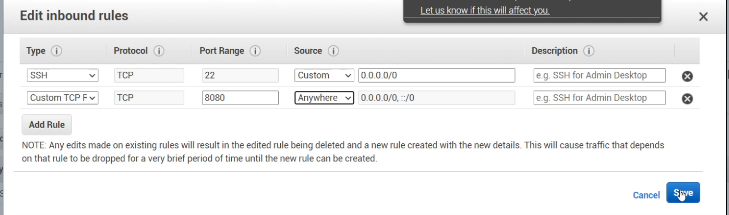 Edit inbound rules
Let us know if this will affect you.
Type Protocol Port Range Source Description
SSH TCP 22 Custom 0.0.0.0/0 e.g. SSH for Admin Desktop
Custom TCP F TCP 8080 Anywhere 0.0.0.0/0, ::/0 e.g. SSH for Admin Desktop
Add Rule
NOTE: Any edits made on existing rules will result in the edited rule being deleted and a new rule created with the new details. This will cause traffic that depends
on that rule to be dropped for a very brief period of time until the new rule can be created.
Cancel Save